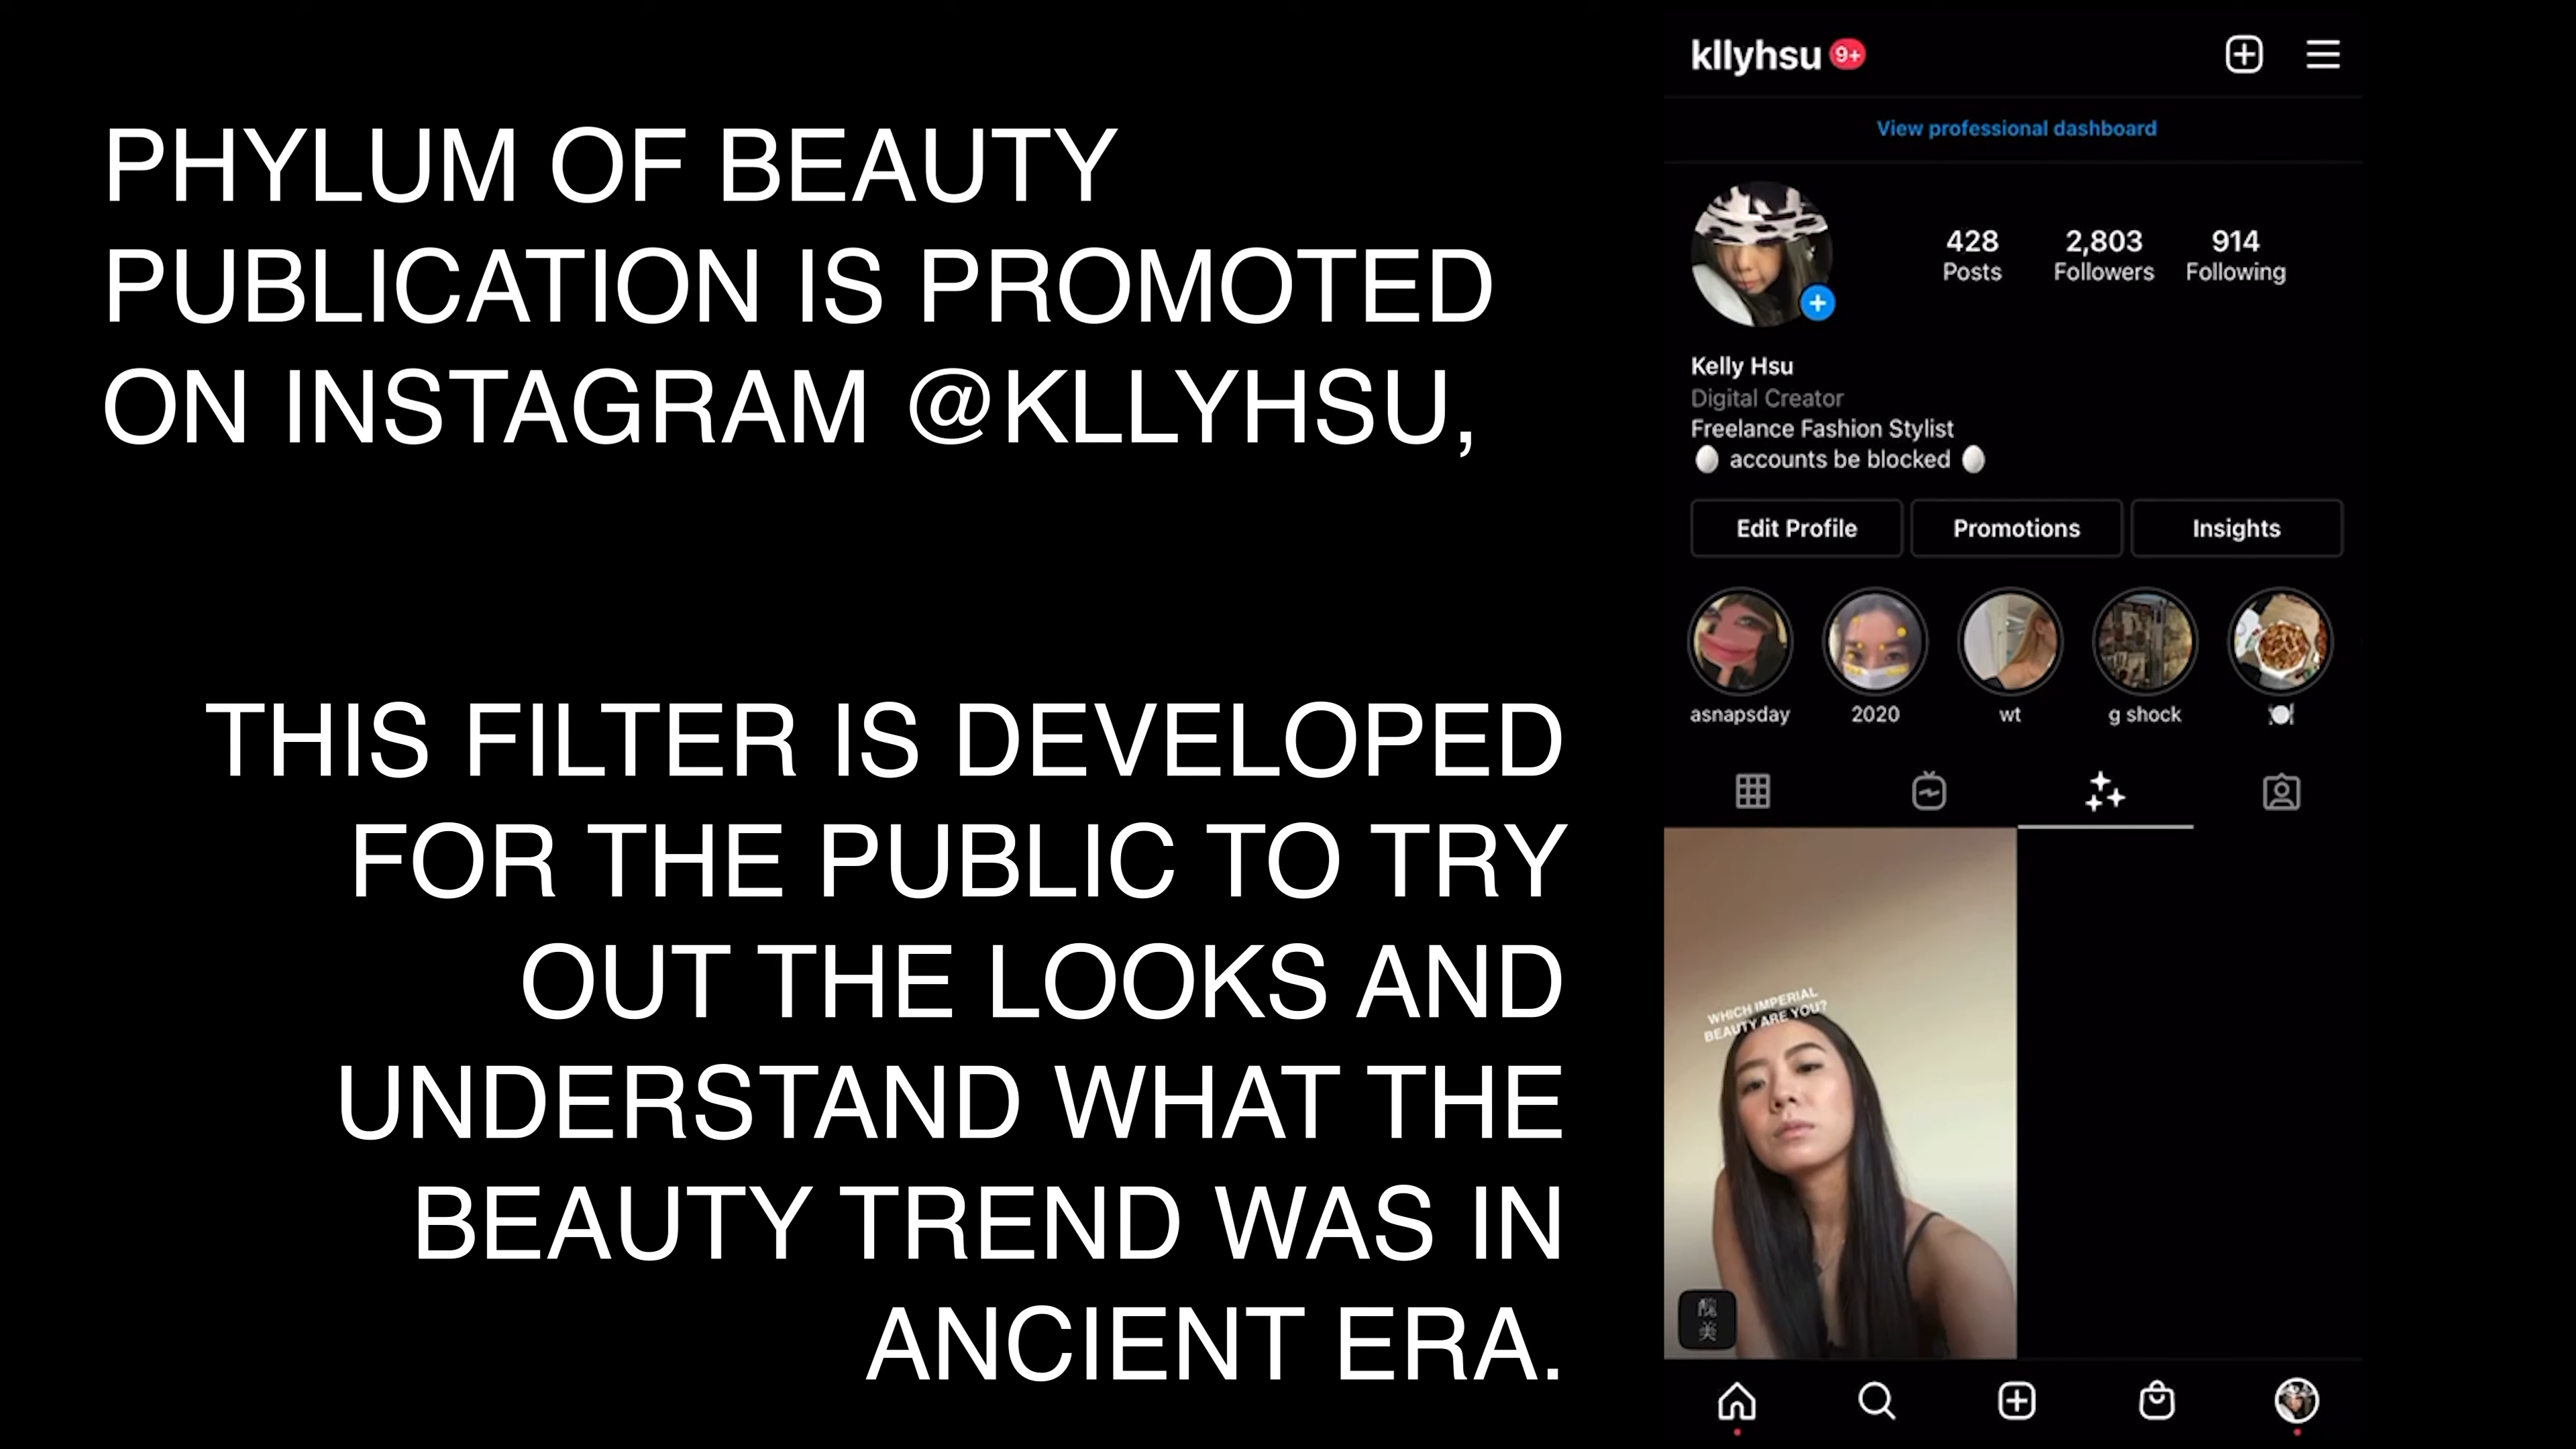 PHYLUM OF BEAUTY
PUBLICATION IS PROMOTED
ON INSTAGRAM @KLLYHSU,
THIS FILTER IS DEVELOPED
FOR THE PUBLIC TO TRY
OUT THE LOOKS AND
UNDERSTAND WHAT THE
BEAUTY TREND WAS IN
ANCIENT ERA.
kllyhsu 9+
View professional dashboard
428 2,803 914
Posts Followers Following
Kelly Hsu
Digital Creator
Freelance Fashion Stylist
🥚 accounts be blocked 🥚
Edit Profile Promotions Insights
asnapsday 2020 wt g shock 🍽
WHICH IMPERIAL
BEAUTY ARE YOU?
醜
美